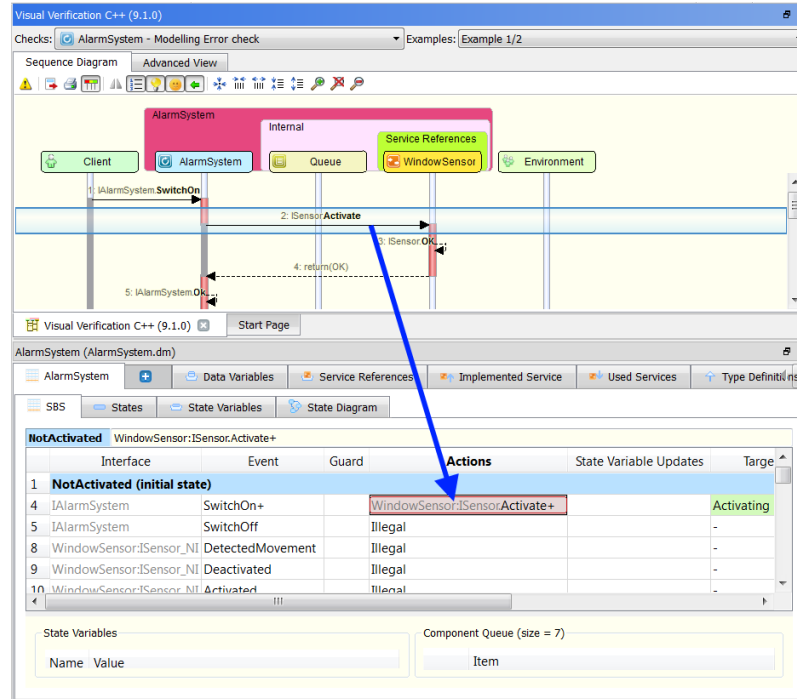 Visual Verification C++ (9.1.0)
Checks: AlarmSystem - Modelling Error check Examples: Example 1/2
Sequence Diagram Advanced View
AlarmSystem
Internal
Service References
Client AlarmSystem Queue WindowSensor Environment
1: IAlarmSystem.SwitchOn
2: ISensor.Activate
3: ISensor.OK
4: return(OK)
5: IAlarmSystem.Ok
Visual Verification C++ (9.1.0) Start Page
AlarmSystem (AlarmSystem.dm)
AlarmSystem Data Variables Service References Implemented Service Used Services Type Definiti ns
SBS States State Variables State Diagram
NotActivated WindowSensor:ISensor.Activate+
Interface Event Guard Actions State Variable Updates Targe
1 NotActivated (initial state)
4 IAlarmSystem SwitchOn+ WindowSensor:ISensor.Activate+ Activating
5 IAlarmSystem SwitchOff Illegal -
8 WindowSensor:ISensor_NI DetectedMovement Illegal -
9 WindowSensor:ISensor_NI Deactivated Illegal -
10 WindowSensor:ISensor_NI Activated Illegal -
State Variables Component Queue (size = 7)
Name Value Item